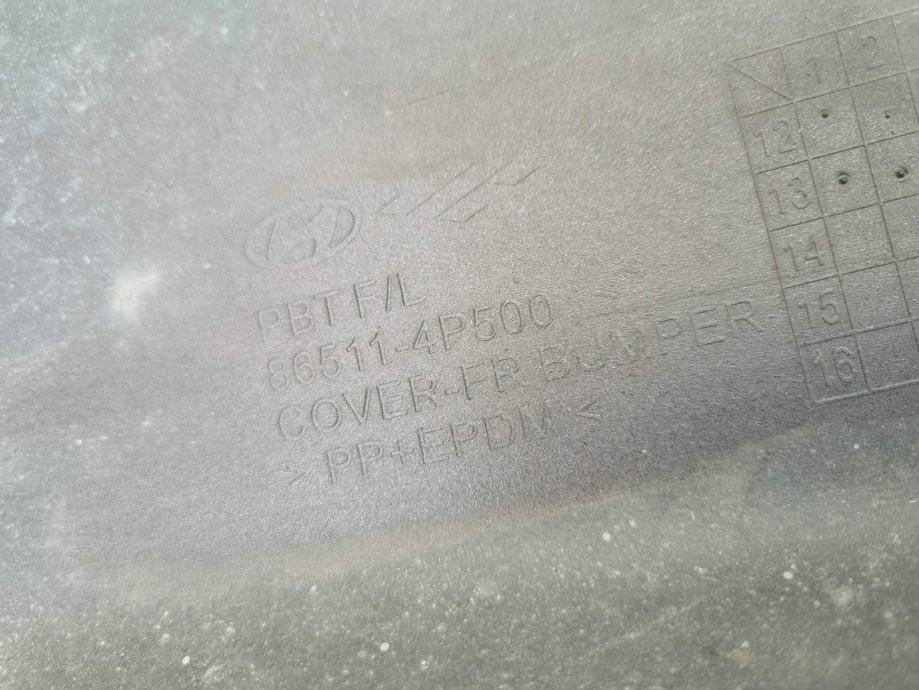 PBT F/L
86511-4P500
COVER-FR BUMPER
> PP+EPDM <
1 2
12
13
14
15
16